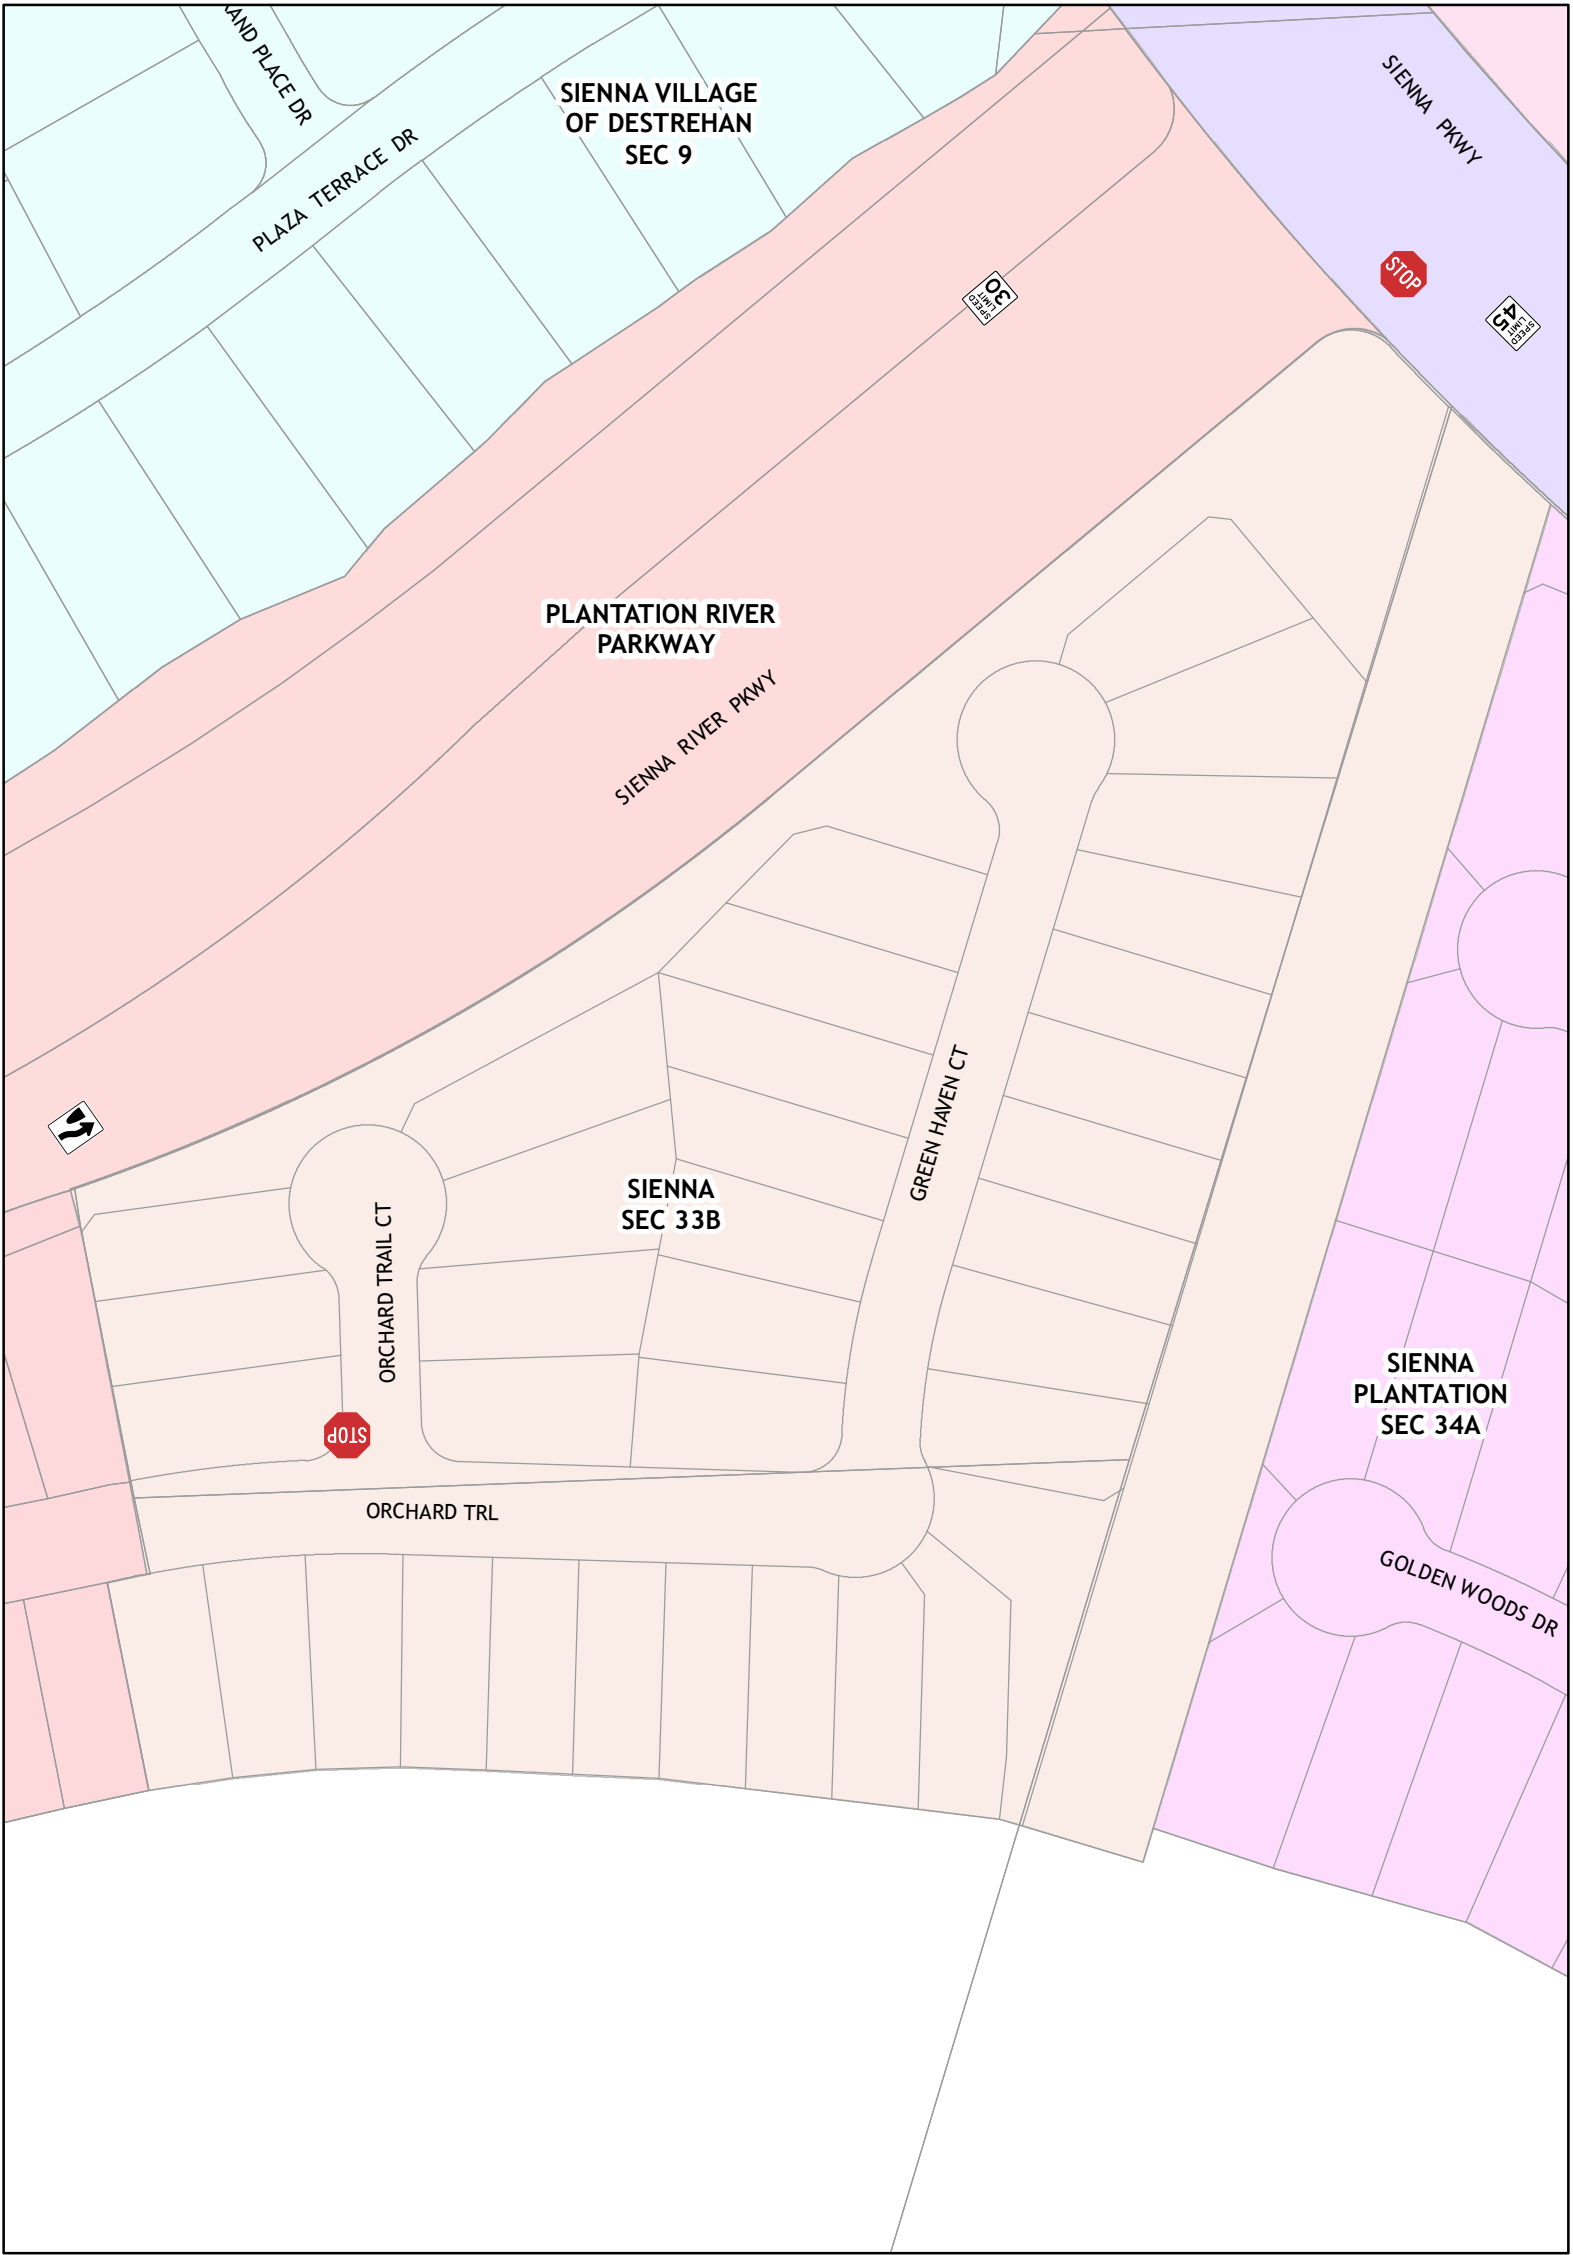 AND PLACE DR
PLAZA TERRACE DR
SIENNA VILLAGE
OF DESTREHAN
SEC 9
SIENNA PKWY
STOP
SPEED
LIMIT
45
SPEED
LIMIT
30
PLANTATION RIVER
PARKWAY
SIENNA RIVER PKWY
GREEN HAVEN CT
SIENNA
SEC 33B
ORCHARD TRAIL CT
STOP
ORCHARD TRL
SIENNA
PLANTATION
SEC 34A
GOLDEN WOODS DR